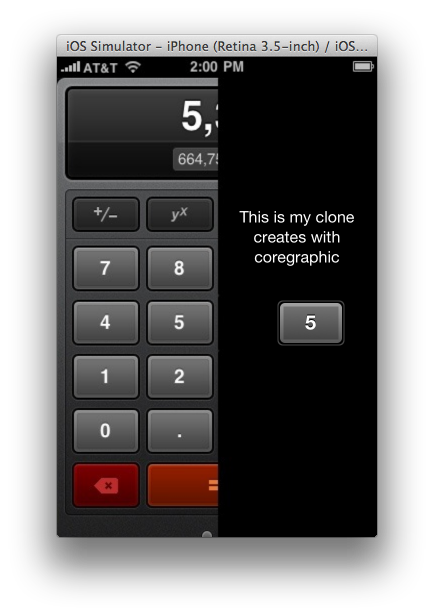 iOS Simulator – iPhone (Retina 3.5-inch) / iOS...
AT&T 2:00 PM
5,
664,75
+/− yx
7 8
4 5
1 2
0 .
=
This is my clone
creates with
coregraphic
5